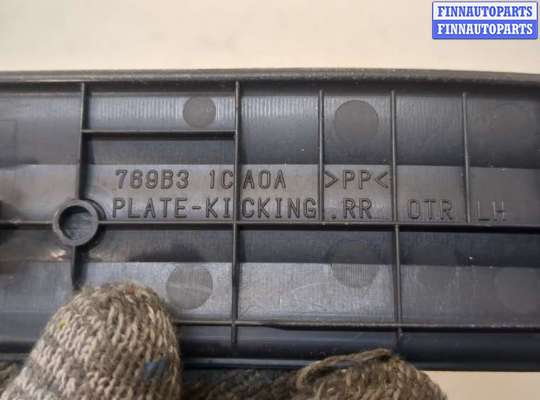 FINNAUTOPARTS
FINNAUTOPARTS
769B3 1CA0A >PP<
PLATE-KICKING,RR OTR LH